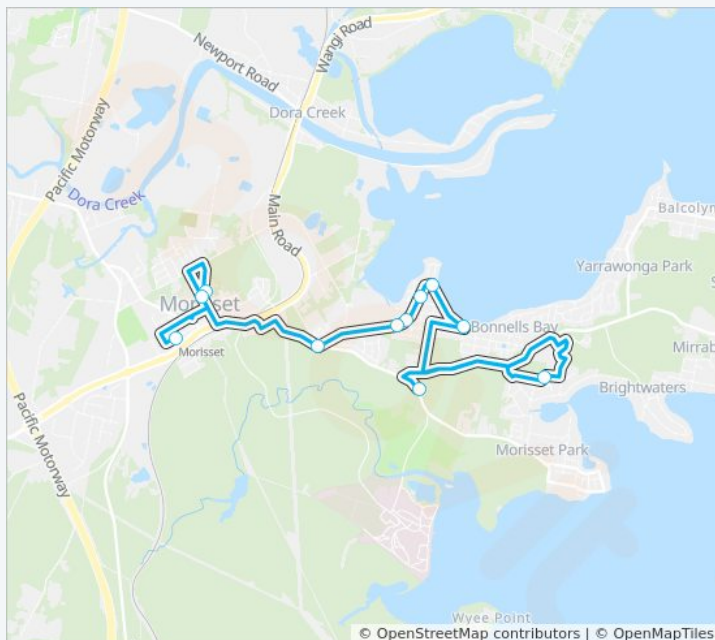 Newport Road
Wangi Road
Dora Creek
Pacific Motorway
Dora Creek
Main Road
Balcolyn
Yarrawonga Park
Morisset
Bonnells Bay
Morisset
Mirrab
Brightwaters
Pacific Motorway
Morisset Park
Wyee Point
© OpenStreetMap contributors | © OpenMapTiles